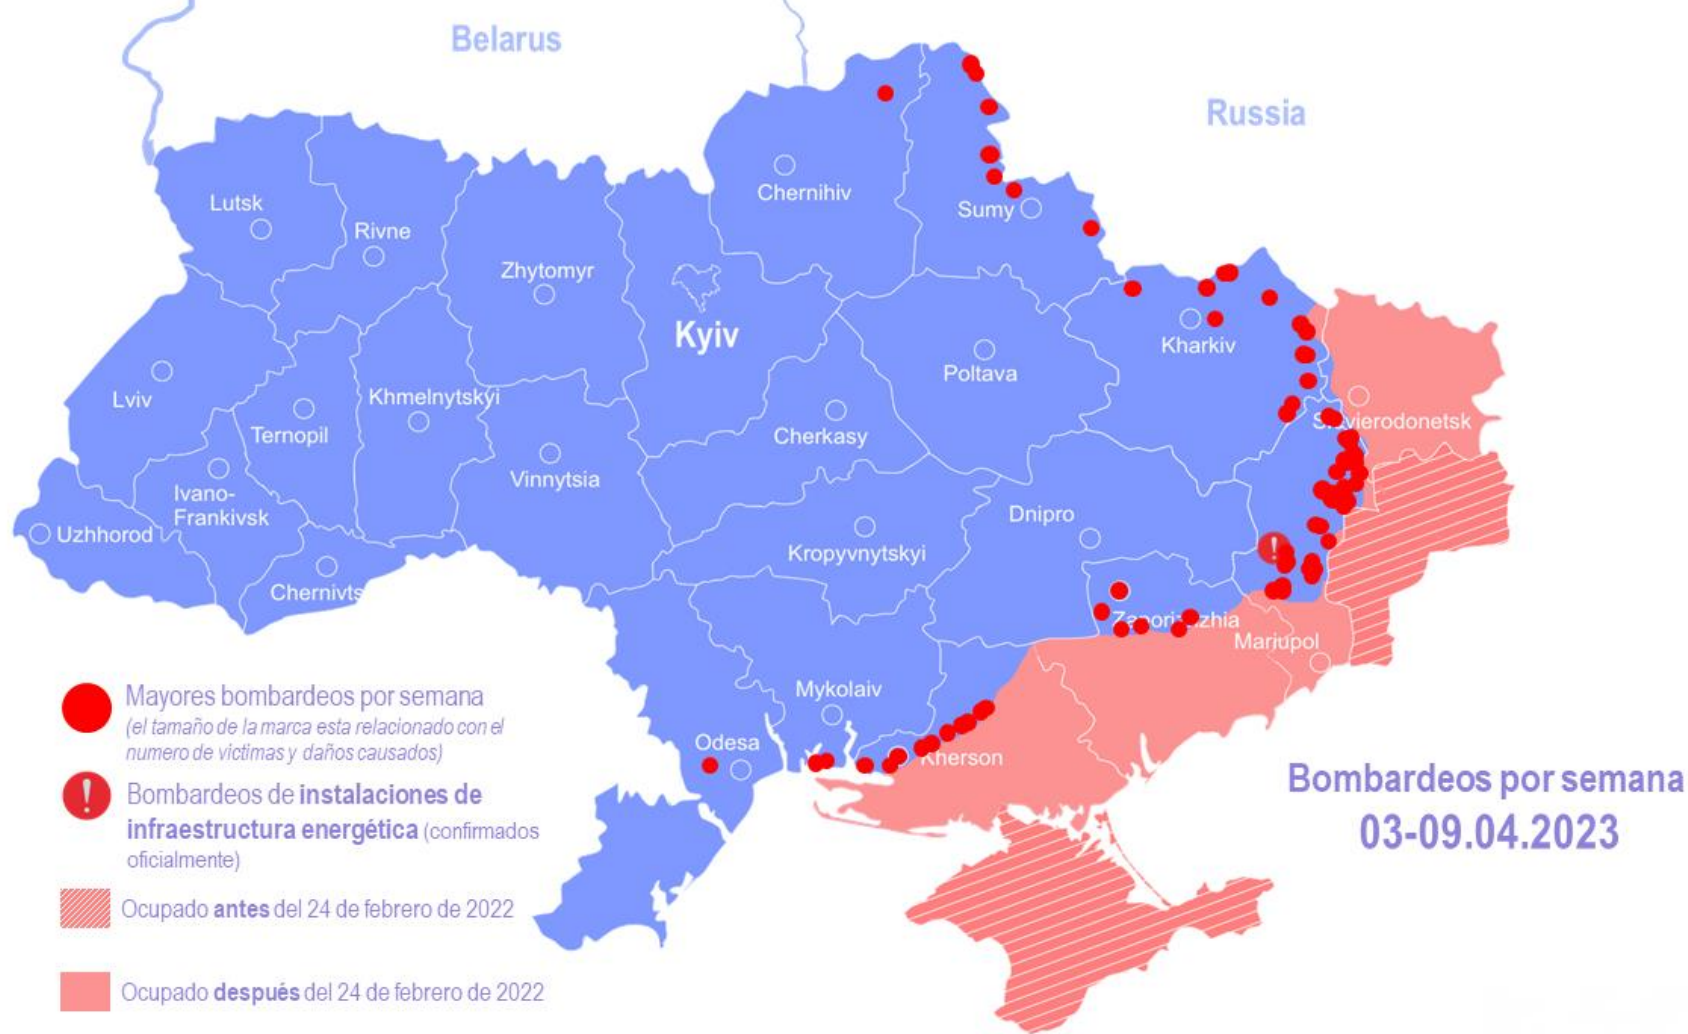 Belarus
Russia
Chernihiv
Lutsk
Sumy
Rivne
Zhytomyr
Kyiv
Kharkiv
Poltava
Lviv
Khmelnytskyi
Ternopil
Cherkasy
Vinnytsia
Ivano-
Frankivsk
Dnipro
Uzhhorod
Kropyvnytskyi
Chernivts
Mariupol
Mykolaiv
Odesa
Kherson
Mayores bombardeos por semana
(el tamaño de la marca esta relacionado con el
numero de victimas y daños causados)
!
Bombardeos de instalaciones de
infraestructura energética (confirmados
oficialmente)
Ocupado antes del 24 de febrero de 2022
Ocupado después del 24 de febrero de 2022
Bombardeos por semana
03-09.04.2023